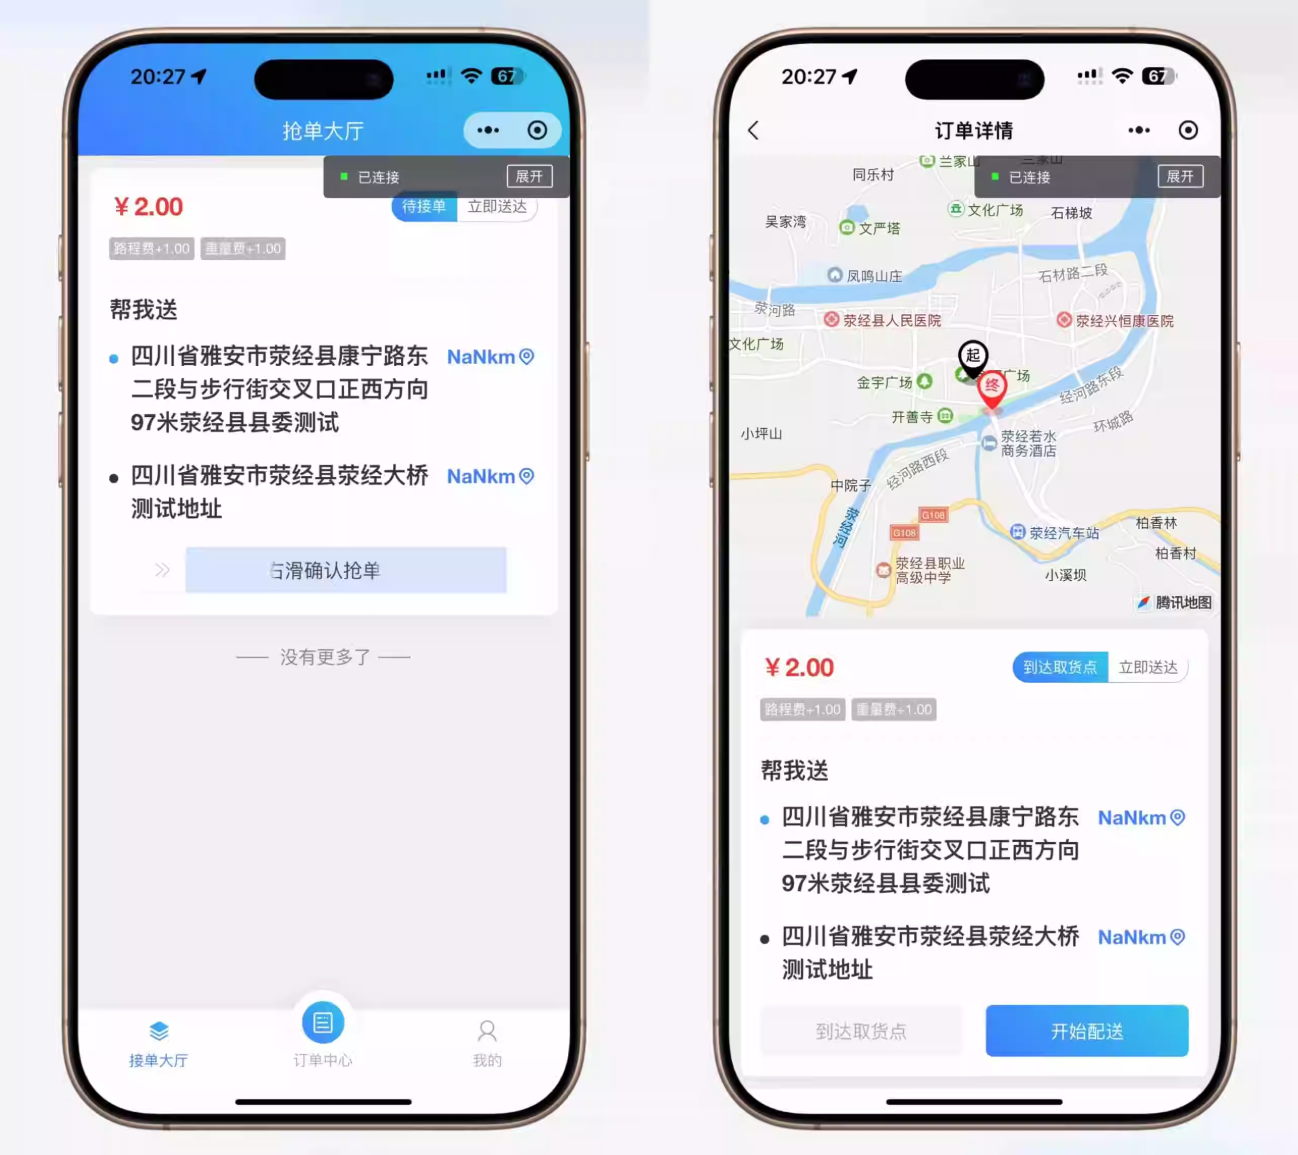 20:27
67
抢单大厅
已连接
展开
¥ 2.00
待接单
立即送达
路程费+1.00
重量费+1.00
帮我送
四川省雅安市荥经县康宁路东
二段与步行街交叉口正西方向
97米荥经县县委测试
NaNkm
四川省雅安市荥经县荥经大桥
测试地址
NaNkm
右滑确认抢单
没有更多了
接单大厅
订单中心
我的
20:27
67
订单详情
已连接
展开
兰家山
同乐村
文化广场
石梯坡
吴家湾
文严塔
凤鸣山庄
石材路二段
荥河路
荥经县人民医院
荥经兴恒康医院
文化广场
起
金宇广场
广场
终
经河路东段
开善寺
环城路
小坪山
荥经若水
商务酒店
经河路西段
中院子
荥经河
G108
G108
柏香林
荥经汽车站
柏香村
荥经县职业
高级中学
小溪坝
腾讯地图
¥ 2.00
到达取货点
立即送达
路程费+1.00
重量费+1.00
帮我送
四川省雅安市荥经县康宁路东
二段与步行街交叉口正西方向
97米荥经县县委测试
NaNkm
四川省雅安市荥经县荥经大桥
测试地址
NaNkm
到达取货点
开始配送